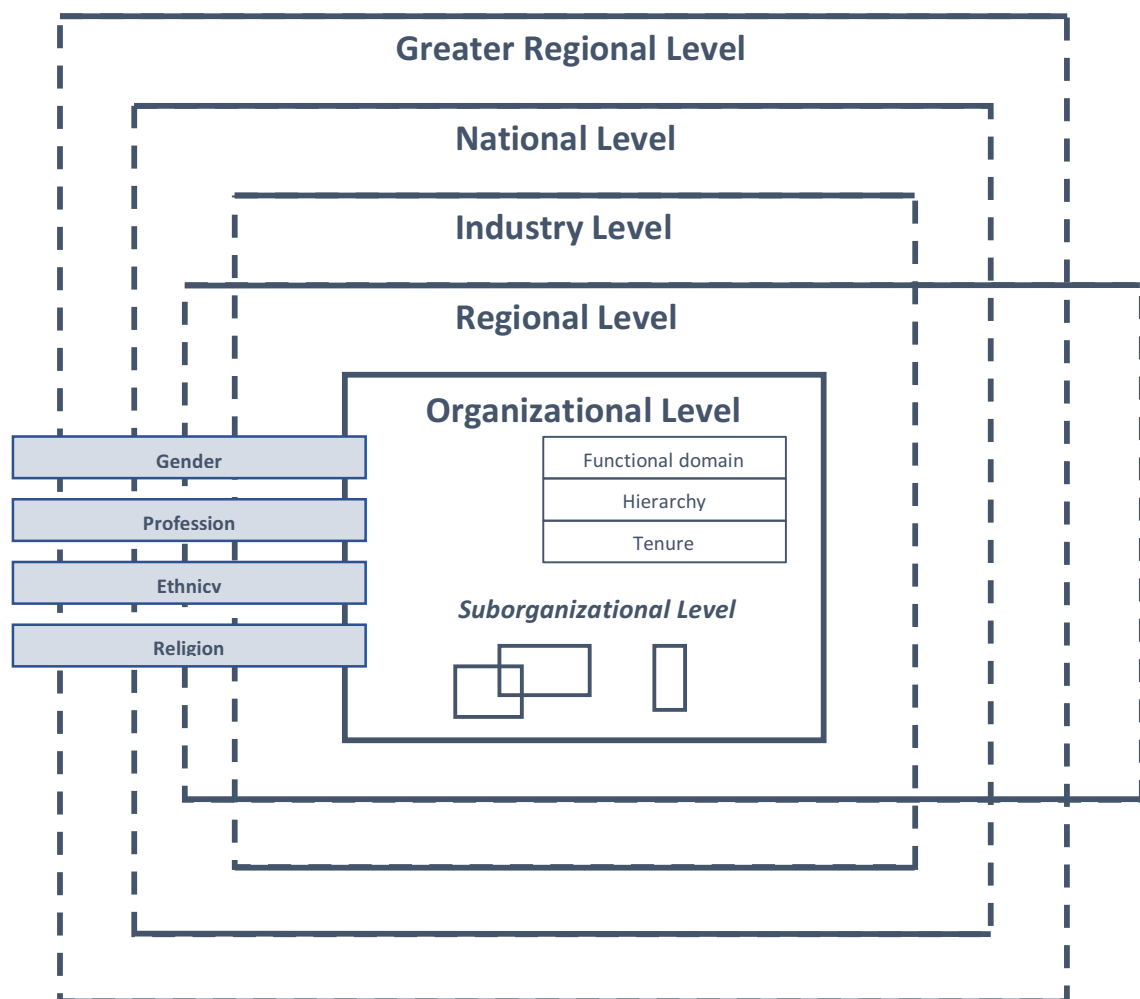 Greater Regional Level
National Level
Industry Level
Regional Level
Organizational Level
Gender
Profession
Ethnicy
Religion
Functional domain
Hierarchy
Tenure
Suborganizational Level